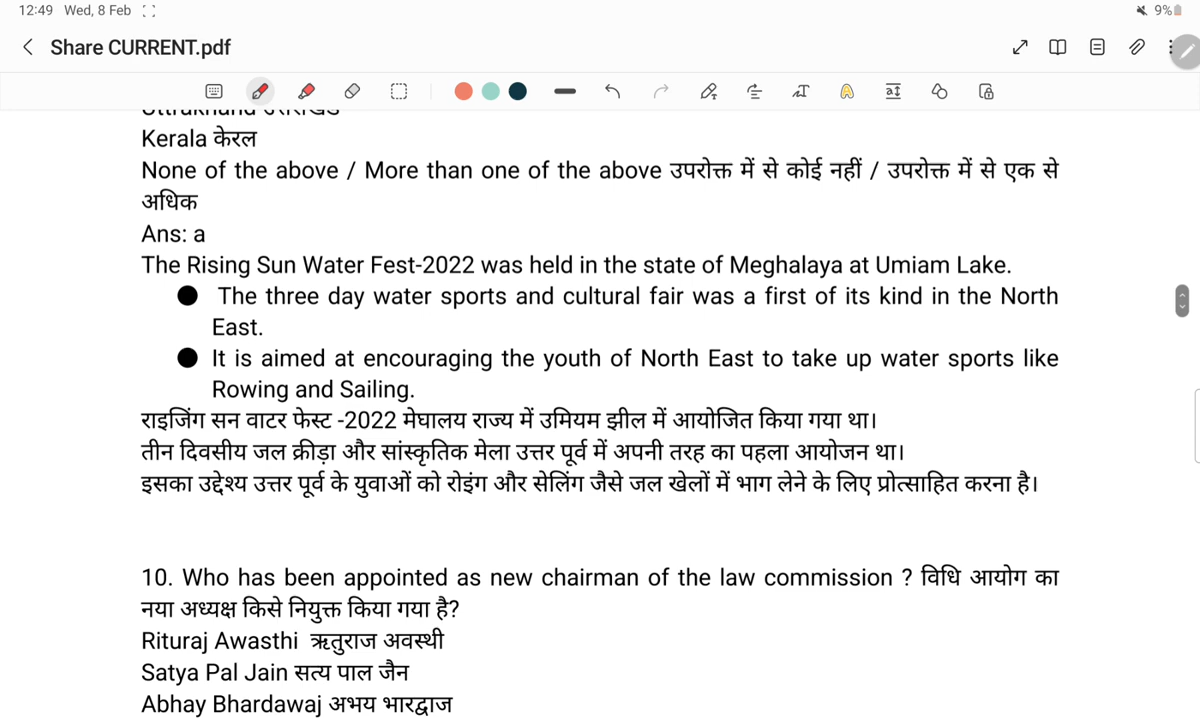 12:49 Wed, 8 Feb
9%
Share CURRENT.pdf
Uttrakhand उत्तराखंड
Kerala केरल
None of the above / More than one of the above उपरोक्त में से कोई नहीं / उपरोक्त में से एक से
अधिक
Ans: a
The Rising Sun Water Fest-2022 was held in the state of Meghalaya at Umiam Lake.
● The three day water sports and cultural fair was a first of its kind in the North
East.
● It is aimed at encouraging the youth of North East to take up water sports like
Rowing and Sailing.
राइजिंग सन वाटर फेस्ट -2022 मेघालय राज्य में उमियम झील में आयोजित किया गया था।
तीन दिवसीय जल क्रीड़ा और सांस्कृतिक मेला उत्तर पूर्व में अपनी तरह का पहला आयोजन था।
इसका उद्देश्य उत्तर पूर्व के युवाओं को रोइंग और सेलिंग जैसे जल खेलों में भाग लेने के लिए प्रोत्साहित करना है।
10. Who has been appointed as new chairman of the law commission ? विधि आयोग का
नया अध्यक्ष किसे नियुक्त किया गया है?
Rituraj Awasthi ऋतुराज अवस्थी
Satya Pal Jain सत्य पाल जैन
Abhay Bhardawaj अभय भारद्वाज